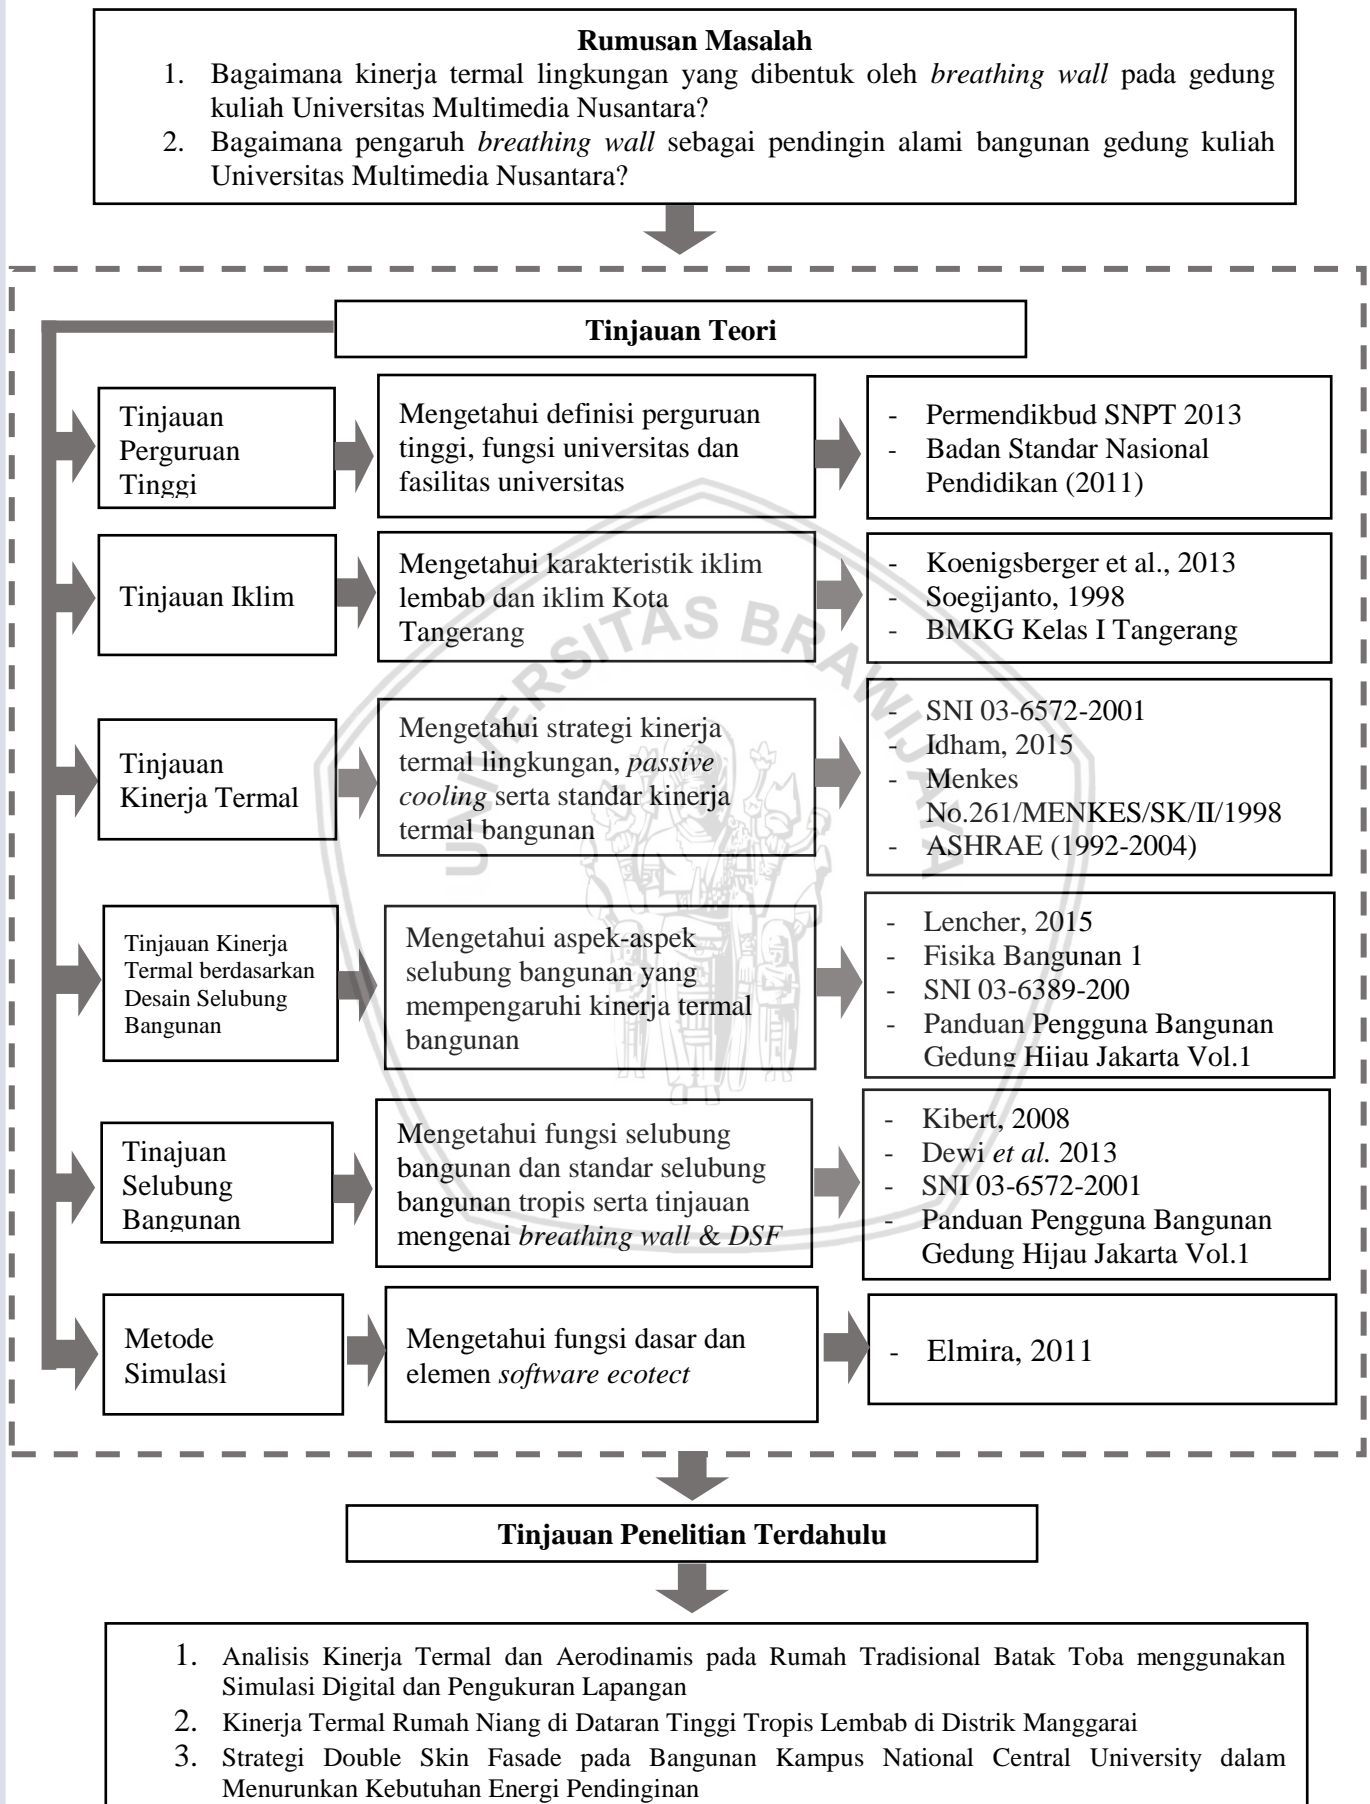 Rumusan Masalah
1. Bagaimana kinerja termal lingkungan yang dibentuk oleh breathing wall pada gedung
kuliah Universitas Multimedia Nusantara?
2. Bagaimana pengaruh breathing wall sebagai pendingin alami bangunan gedung kuliah
Universitas Multimedia Nusantara?
Tinjauan Teori
Tinjauan
Perguruan
Tinggi
Mengetahui definisi perguruan
tinggi, fungsi universitas dan
fasilitas universitas
- Permendikbud SNPT 2013
- Badan Standar Nasional
Pendidikan (2011)
Tinjauan Iklim
Mengetahui karakteristik iklim
lembab dan iklim Kota
Tangerang
- Koenigsberger et al., 2013
- Soegijanto, 1998
- BMKG Kelas I Tangerang
Tinjauan
Kinerja Termal
Mengetahui strategi kinerja
termal lingkungan, passive
cooling serta standar kinerja
termal bangunan
- SNI 03-6572-2001
- Idham, 2015
- Menkes
No.261/MENKES/SK/II/1998
- ASHRAE (1992-2004)
Tinjauan Kinerja
Termal berdasarkan
Desain Selubung
Bangunan
Mengetahui aspek-aspek
selubung bangunan yang
mempengaruhi kinerja termal
bangunan
- Lencher, 2015
- Fisika Bangunan 1
- SNI 03-6389-200
- Panduan Pengguna Bangunan
Gedung Hijau Jakarta Vol.1
Tinajuan
Selubung
Bangunan
Mengetahui fungsi selubung
bangunan dan standar selubung
bangunan tropis serta tinjauan
mengenai breathing wall & DSF
- Kibert, 2008
- Dewi et al. 2013
- SNI 03-6572-2001
- Panduan Pengguna Bangunan
Gedung Hijau Jakarta Vol.1
Metode
Simulasi
Mengetahui fungsi dasar dan
elemen software ecotect
- Elmira, 2011
UNIVERSITAS BRAWIJAYA
Tinjauan Penelitian Terdahulu
1. Analisis Kinerja Termal dan Aerodinamis pada Rumah Tradisional Batak Toba menggunakan
Simulasi Digital dan Pengukuran Lapangan
2. Kinerja Termal Rumah Niang di Dataran Tinggi Tropis Lembab di Distrik Manggarai
3. Strategi Double Skin Fasade pada Bangunan Kampus National Central University dalam
Menurunkan Kebutuhan Energi Pendinginan